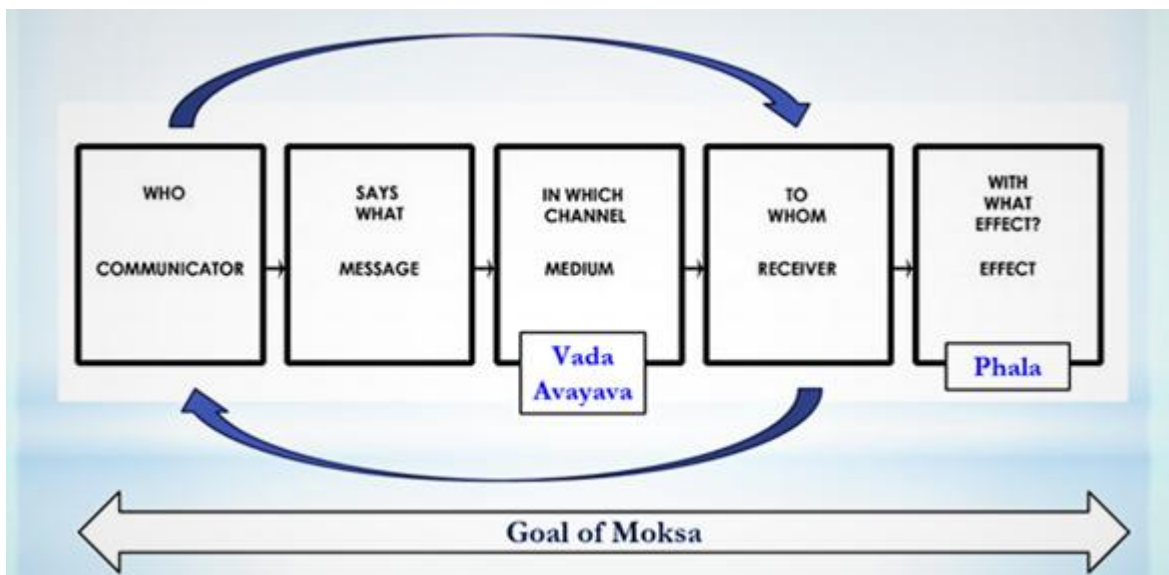 WHO
COMMUNICATOR
SAYS
WHAT
MESSAGE
IN WHICH
CHANNEL
MEDIUM
Vada
Avayava
TO
WHOM
RECEIVER
WITH
WHAT
EFFECT?
EFFECT
Phala
Goal of Moksa